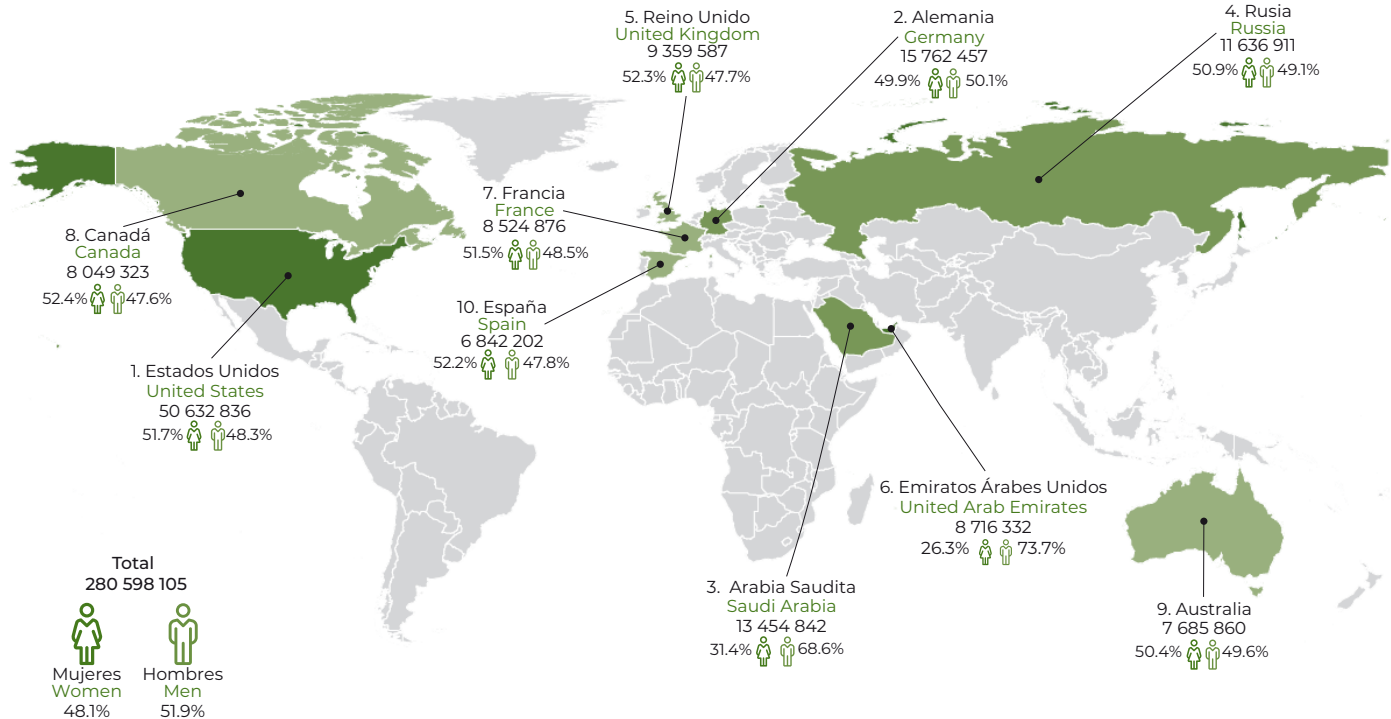 5. Reino Unido
United Kingdom
9 359 587
52.3% 47.7%
2. Alemania
Germany
15 762 457
49.9% 50.1%
4. Rusia
Russia
11 636 911
50.9% 49.1%
7. Francia
France
8 524 876
51.5% 48.5%
8. Canadá
Canada
8 049 323
52.4% 47.6%
10. España
Spain
6 842 202
52.2% 47.8%
1. Estados Unidos
United States
50 632 836
51.7% 48.3%
6. Emiratos Árabes Unidos
United Arab Emirates
8 716 332
26.3% 73.7%
3. Arabia Saudita
Saudi Arabia
13 454 842
31.4% 68.6%
9. Australia
7 685 860
50.4% 49.6%
Total
280 598 105
Mujeres Hombres
Women Men
48.1% 51.9%